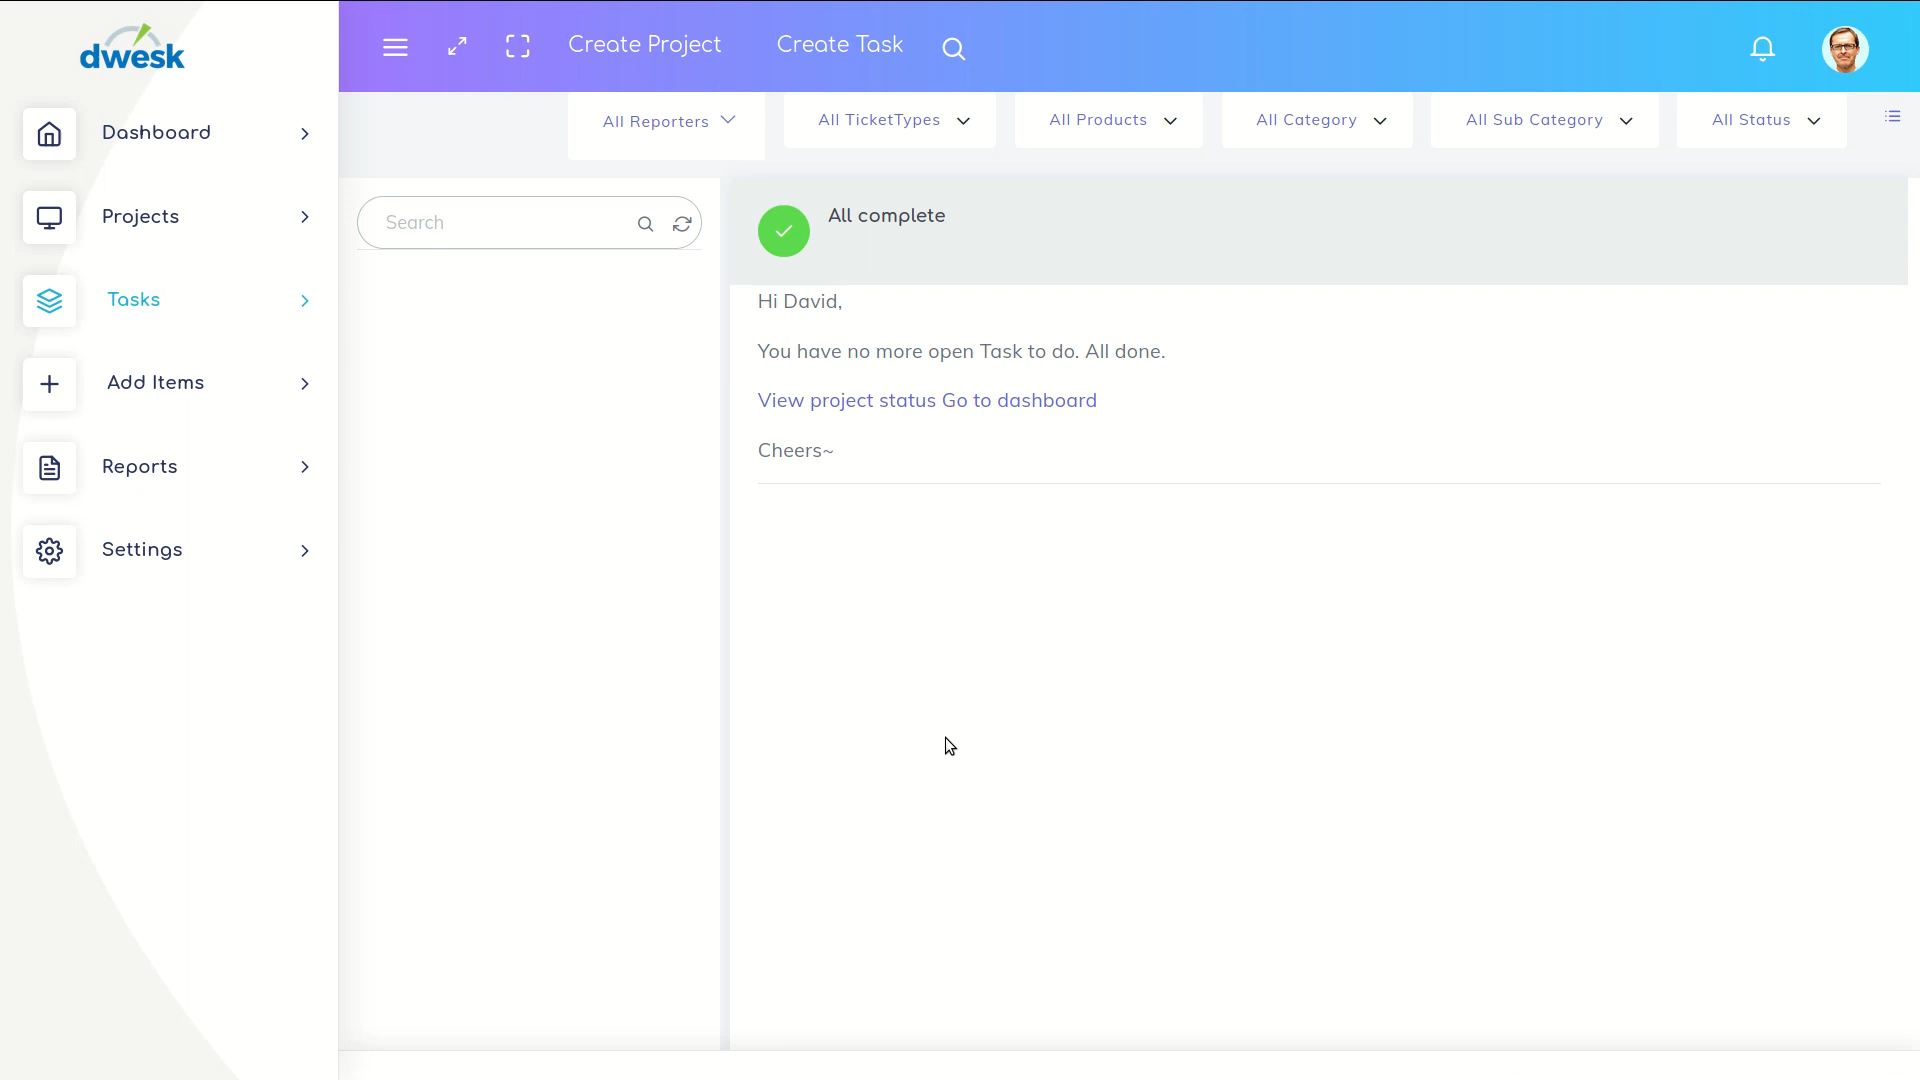 dwesk
Create Project
Create Task
Dashboard
Projects
Tasks
Add Items
Reports
Settings
All Reporters
All TicketTypes
All Products
All Category
All Sub Category
All Status
Search
All complete
Hi David,
You have no more open Task to do. All done.
View project status Go to dashboard
Cheers~